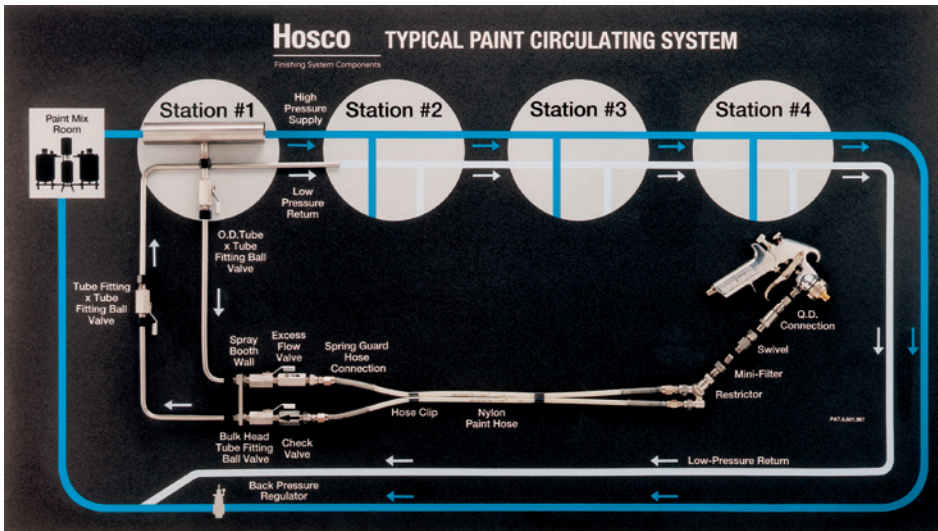 Hosco
TYPICAL PAINT CIRCULATING SYSTEM
Finishing System Components
Paint Mix
Room
Station #1
High
Pressure
Supply
Station #2
Station #3
Station #4
Low
Pressure
Return
O.D.Tube
x Tube
Fitting Ball
Valve
Tube Fitting
x Tube
Fitting Ball
Valve
Spray
Booth
Wall
Excess
Flow
Valve
Spring Guard
Hose
Connection
Q.D.
Connection
Swivel
Mini-Filter
Restrictor
Hose Clip
Nylon
Paint Hose
Bulk Head
Tube Fitting
Ball Valve
Check
Valve
Low-Pressure Return
Back Pressure
Regulator